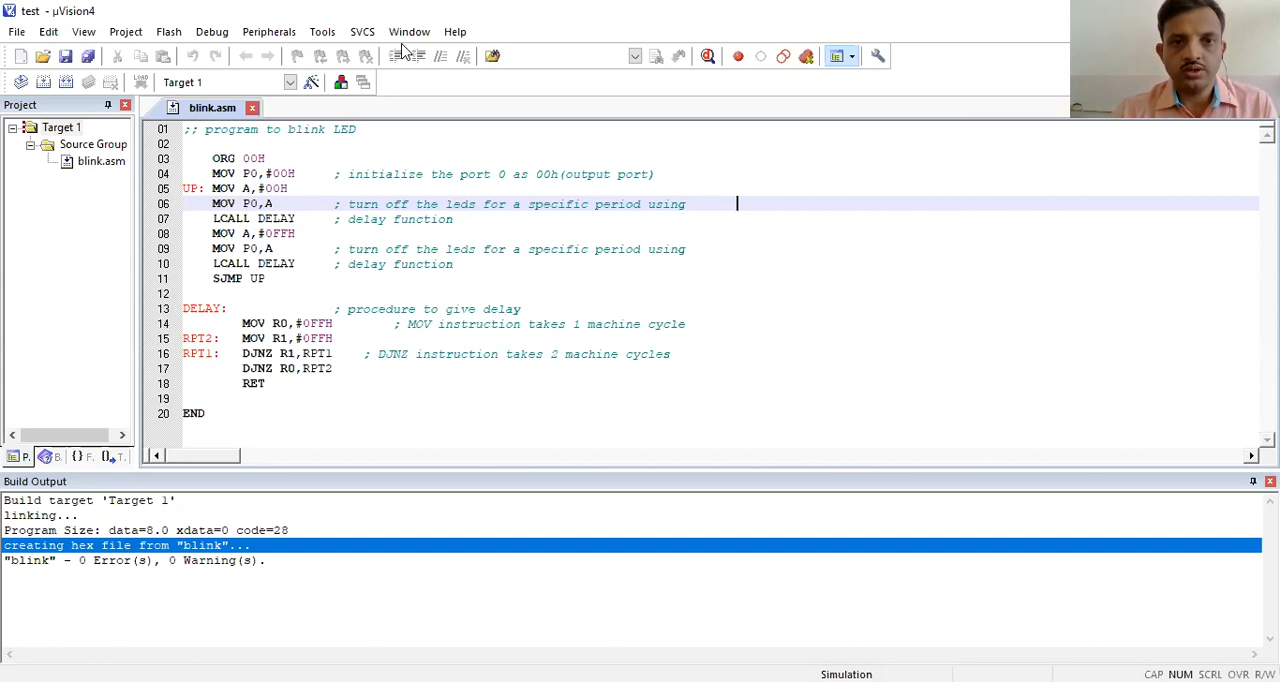 test - µVision4
File Edit View Project Flash Debug Peripherals Tools SVCS Window Help
LOAD Target 1
Project
Target 1
Source Group
blink.asm
P. B. {} F. T.
blink.asm
01 ;; program to blink LED
02
03 ORG 00H
04 MOV P0,#00H ; initialize the port 0 as 00h(output port)
05 UP: MOV A,#00H
06 MOV P0,A ; turn off the leds for a specific period using
07 LCALL DELAY ; delay function
08 MOV A,#0FFH
09 MOV P0,A ; turn off the leds for a specific period using
10 LCALL DELAY ; delay function
11 SJMP UP
12
13 DELAY: ; procedure to give delay
14 MOV R0,#0FFH ; MOV instruction takes 1 machine cycle
15 RPT2: MOV R1,#0FFH
16 RPT1: DJNZ R1,RPT1 ; DJNZ instruction takes 2 machine cycles
17 DJNZ R0,RPT2
18 RET
19
20 END
Build Output
Build target 'Target 1'
linking...
Program Size: data=8.0 xdata=0 code=28
creating hex file from "blink"...
"blink" - 0 Error(s), 0 Warning(s).
Simulation CAP NUM SCRL OVR R/W